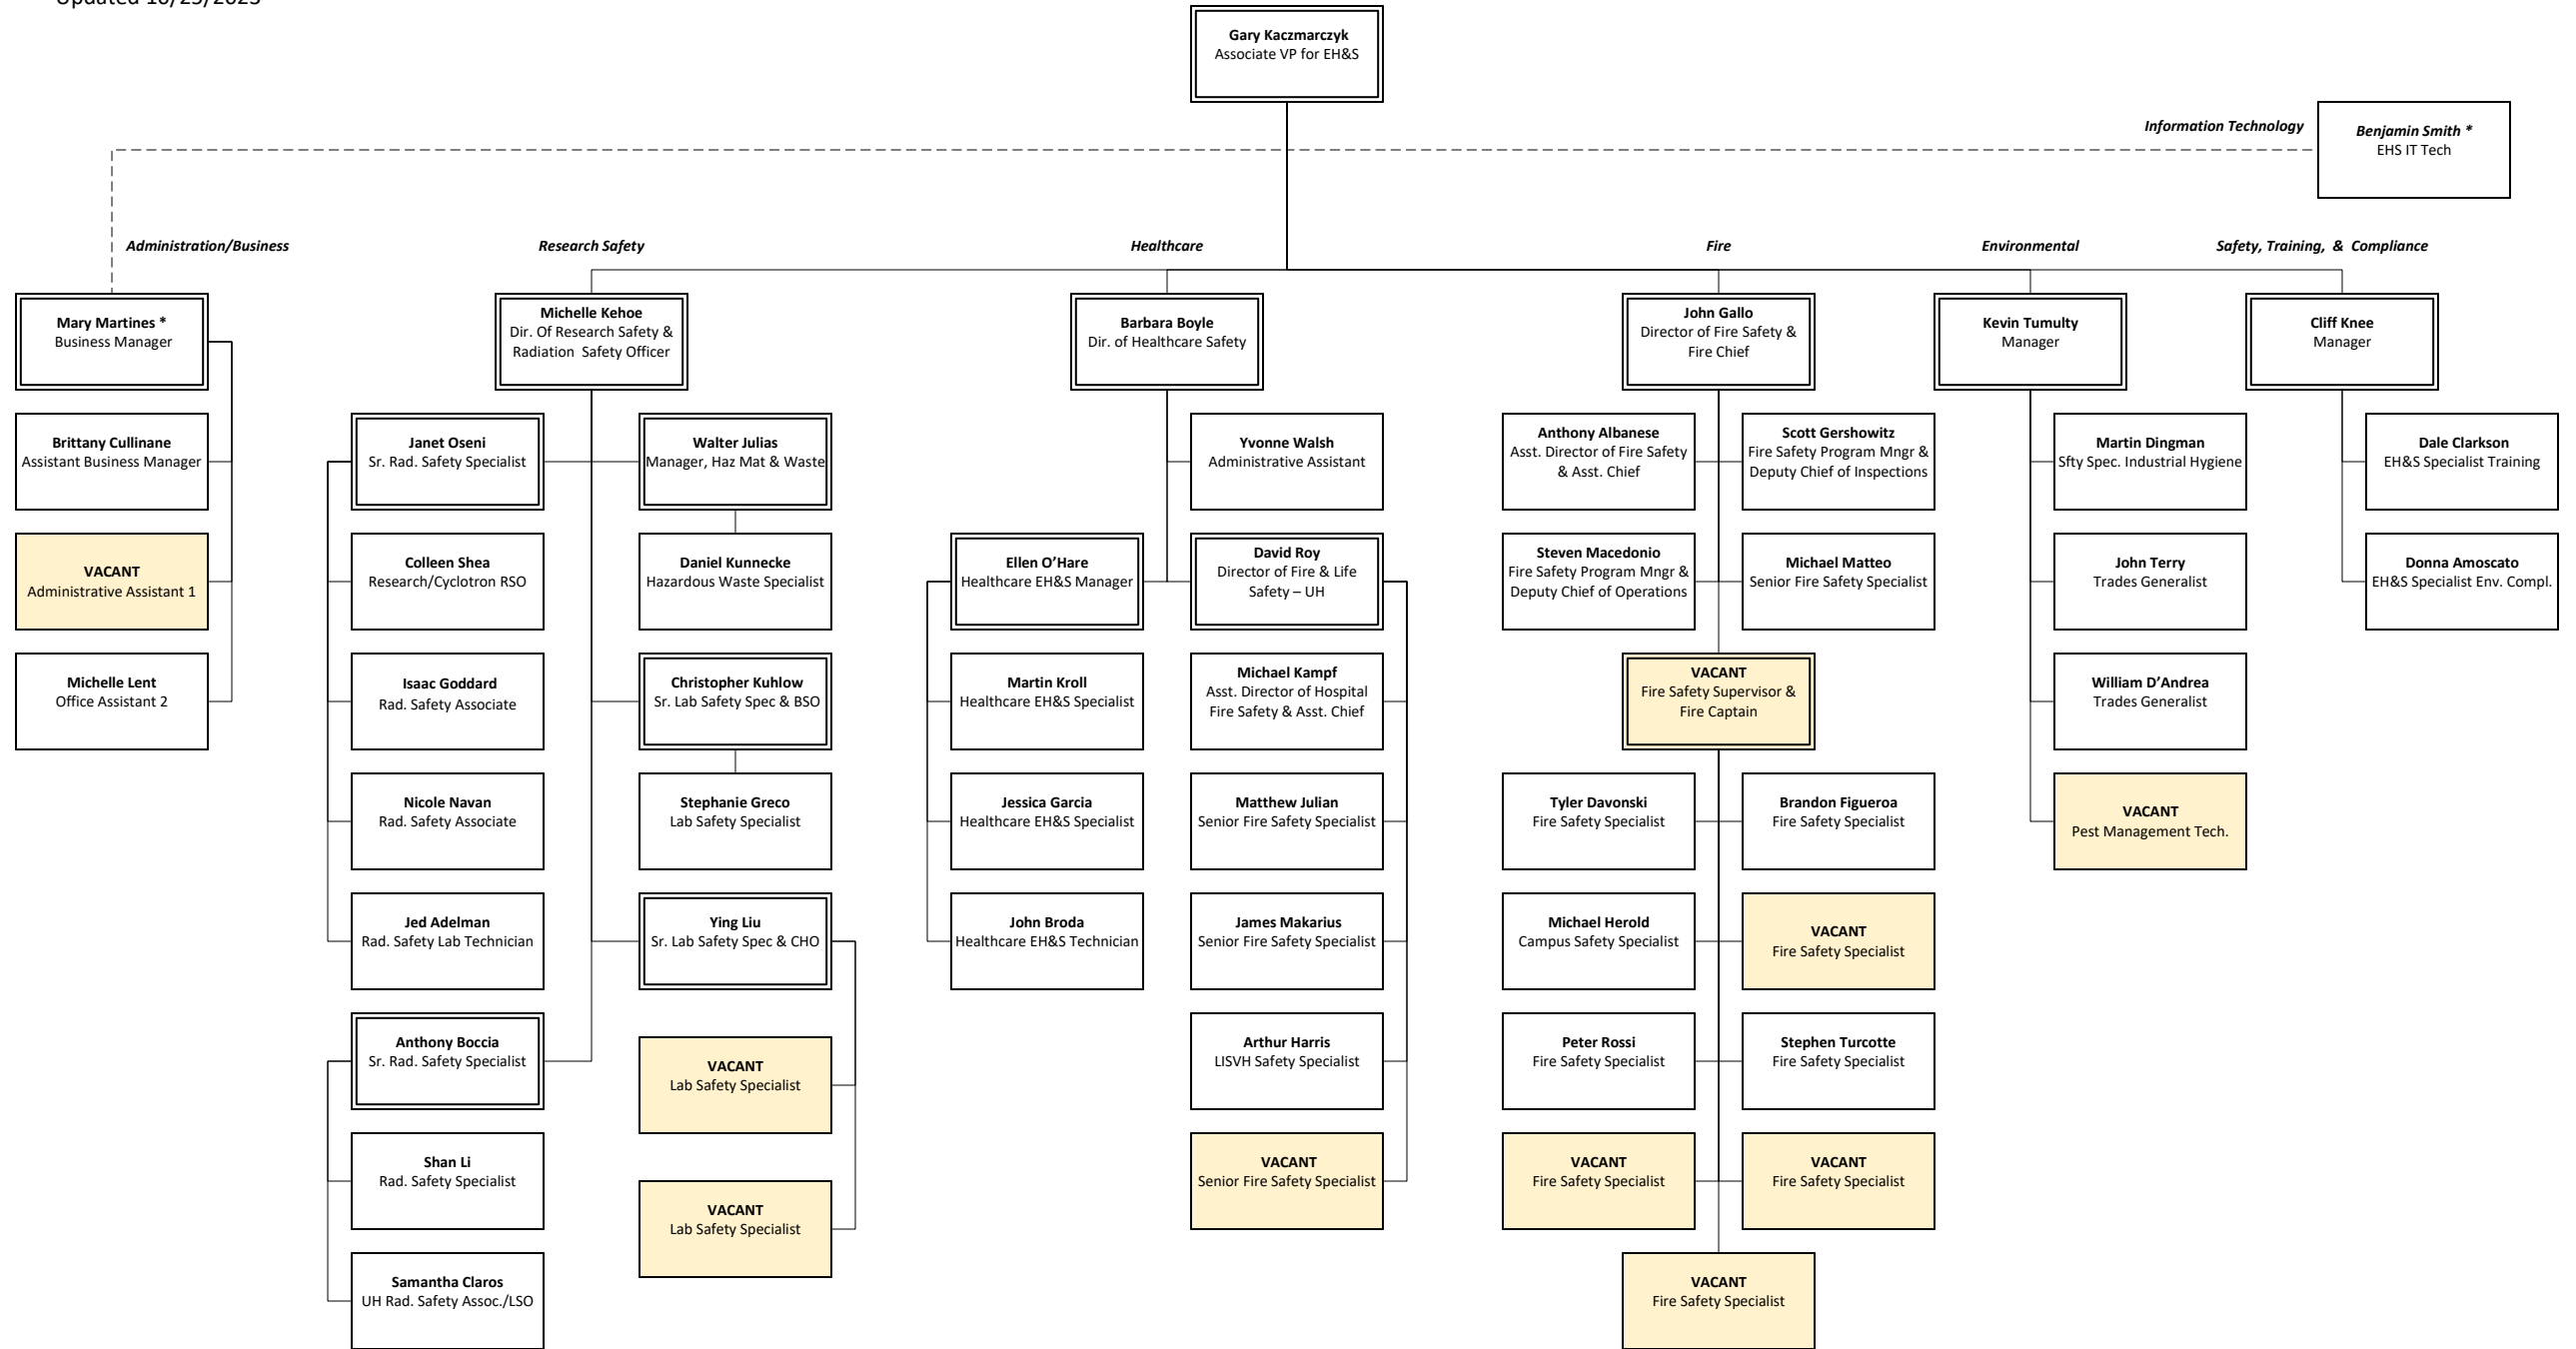 Updated 10/25/2023
Gary Kaczmarczyk
Associate VP for EH&S
Information Technology
Benjamin Smith *
EHS IT Tech
Administration/Business
Research Safety
Healthcare
Fire
Environmental
Safety, Training, & Compliance
Mary Martines *
Business Manager
Michelle Kehoe
Dir. Of Research Safety &
Radiation Safety Officer
Barbara Boyle
Dir. of Healthcare Safety
John Gallo
Director of Fire Safety &
Fire Chief
Kevin Tumulty
Manager
Cliff Knee
Manager
Brittany Cullinane
Assistant Business Manager
Janet Oseni
Sr. Rad. Safety Specialist
Walter Julias
Manager, Haz Mat & Waste
Yvonne Walsh
Administrative Assistant
Anthony Albanese
Asst. Director of Fire Safety
& Asst. Chief
Scott Gershowitz
Fire Safety Program Mngr &
Deputy Chief of Inspections
Martin Dingman
Sfty Spec. Industrial Hygiene
Dale Clarkson
EH&S Specialist Training
VACANT
Administrative Assistant 1
Colleen Shea
Research/Cyclotron RSO
Daniel Kunnecke
Hazardous Waste Specialist
Ellen O’Hare
Healthcare EH&S Manager
David Roy
Director of Fire & Life
Safety – UH
Steven Macedonio
Fire Safety Program Mngr &
Deputy Chief of Operations
Michael Matteo
Senior Fire Safety Specialist
John Terry
Trades Generalist
Donna Amoscato
EH&S Specialist Env. Compl.
Michelle Lent
Office Assistant 2
Isaac Goddard
Rad. Safety Associate
Christopher Kuhlow
Sr. Lab Safety Spec & BSO
Martin Kroll
Healthcare EH&S Specialist
Michael Kampf
Asst. Director of Hospital
Fire Safety & Asst. Chief
VACANT
Fire Safety Supervisor &
Fire Captain
William D’Andrea
Trades Generalist
Nicole Navan
Rad. Safety Associate
Stephanie Greco
Lab Safety Specialist
Jessica Garcia
Healthcare EH&S Specialist
Matthew Julian
Senior Fire Safety Specialist
Tyler Davonski
Fire Safety Specialist
Brandon Figueroa
Fire Safety Specialist
VACANT
Pest Management Tech.
Jed Adelman
Rad. Safety Lab Technician
Ying Liu
Sr. Lab Safety Spec & CHO
John Broda
Healthcare EH&S Technician
James Makarius
Senior Fire Safety Specialist
Michael Herold
Campus Safety Specialist
VACANT
Fire Safety Specialist
Anthony Boccia
Sr. Rad. Safety Specialist
VACANT
Lab Safety Specialist
Arthur Harris
LISVH Safety Specialist
Peter Rossi
Fire Safety Specialist
Stephen Turcotte
Fire Safety Specialist
Shan Li
Rad. Safety Specialist
VACANT
Lab Safety Specialist
VACANT
Senior Fire Safety Specialist
VACANT
Fire Safety Specialist
VACANT
Fire Safety Specialist
Samantha Claros
UH Rad. Safety Assoc./LSO
VACANT
Fire Safety Specialist